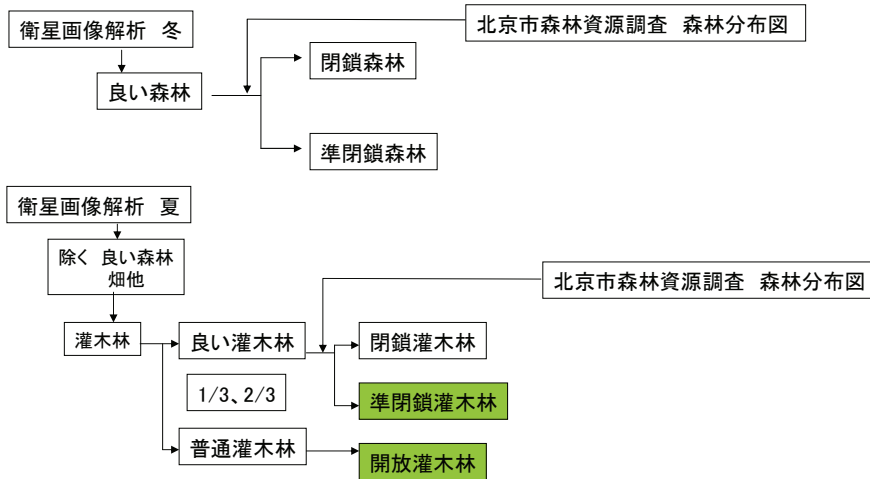 衛星画像解析　冬
北京市森林資源調査　森林分布図
閉鎖森林
良い森林
準閉鎖森林
衛星画像解析　夏
除く　良い森林
畑他
北京市森林資源調査　森林分布図
灌木林
良い灌木林
閉鎖灌木林
1/3、2/3
準閉鎖灌木林
普通灌木林
開放灌木林